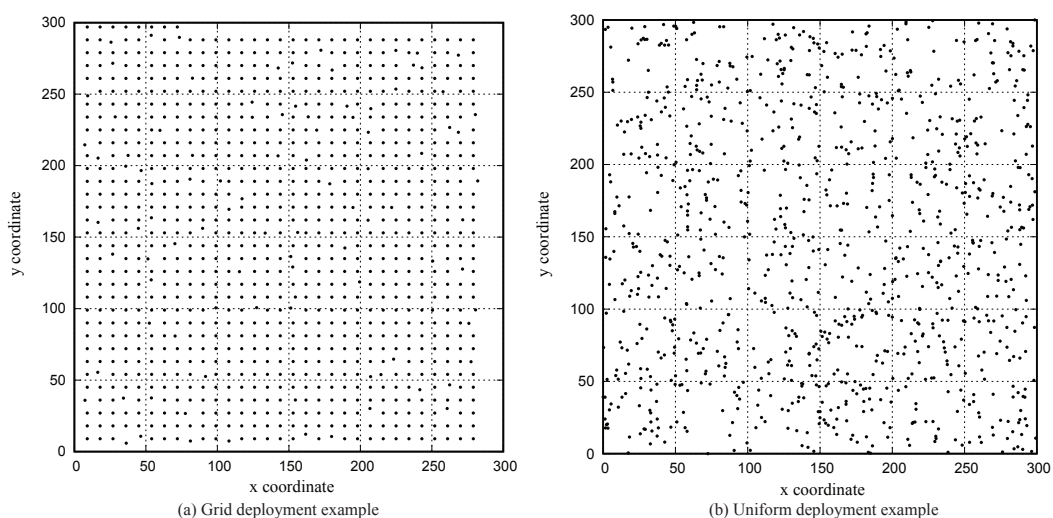 300
250
200
150
100
50
0
y coordinate
0 50 100 150 200 250 300
x coordinate
(a) Grid deployment example
300
250
200
150
100
50
0
y coordinate
0 50 100 150 200 250 300
x coordinate
(b) Uniform deployment example